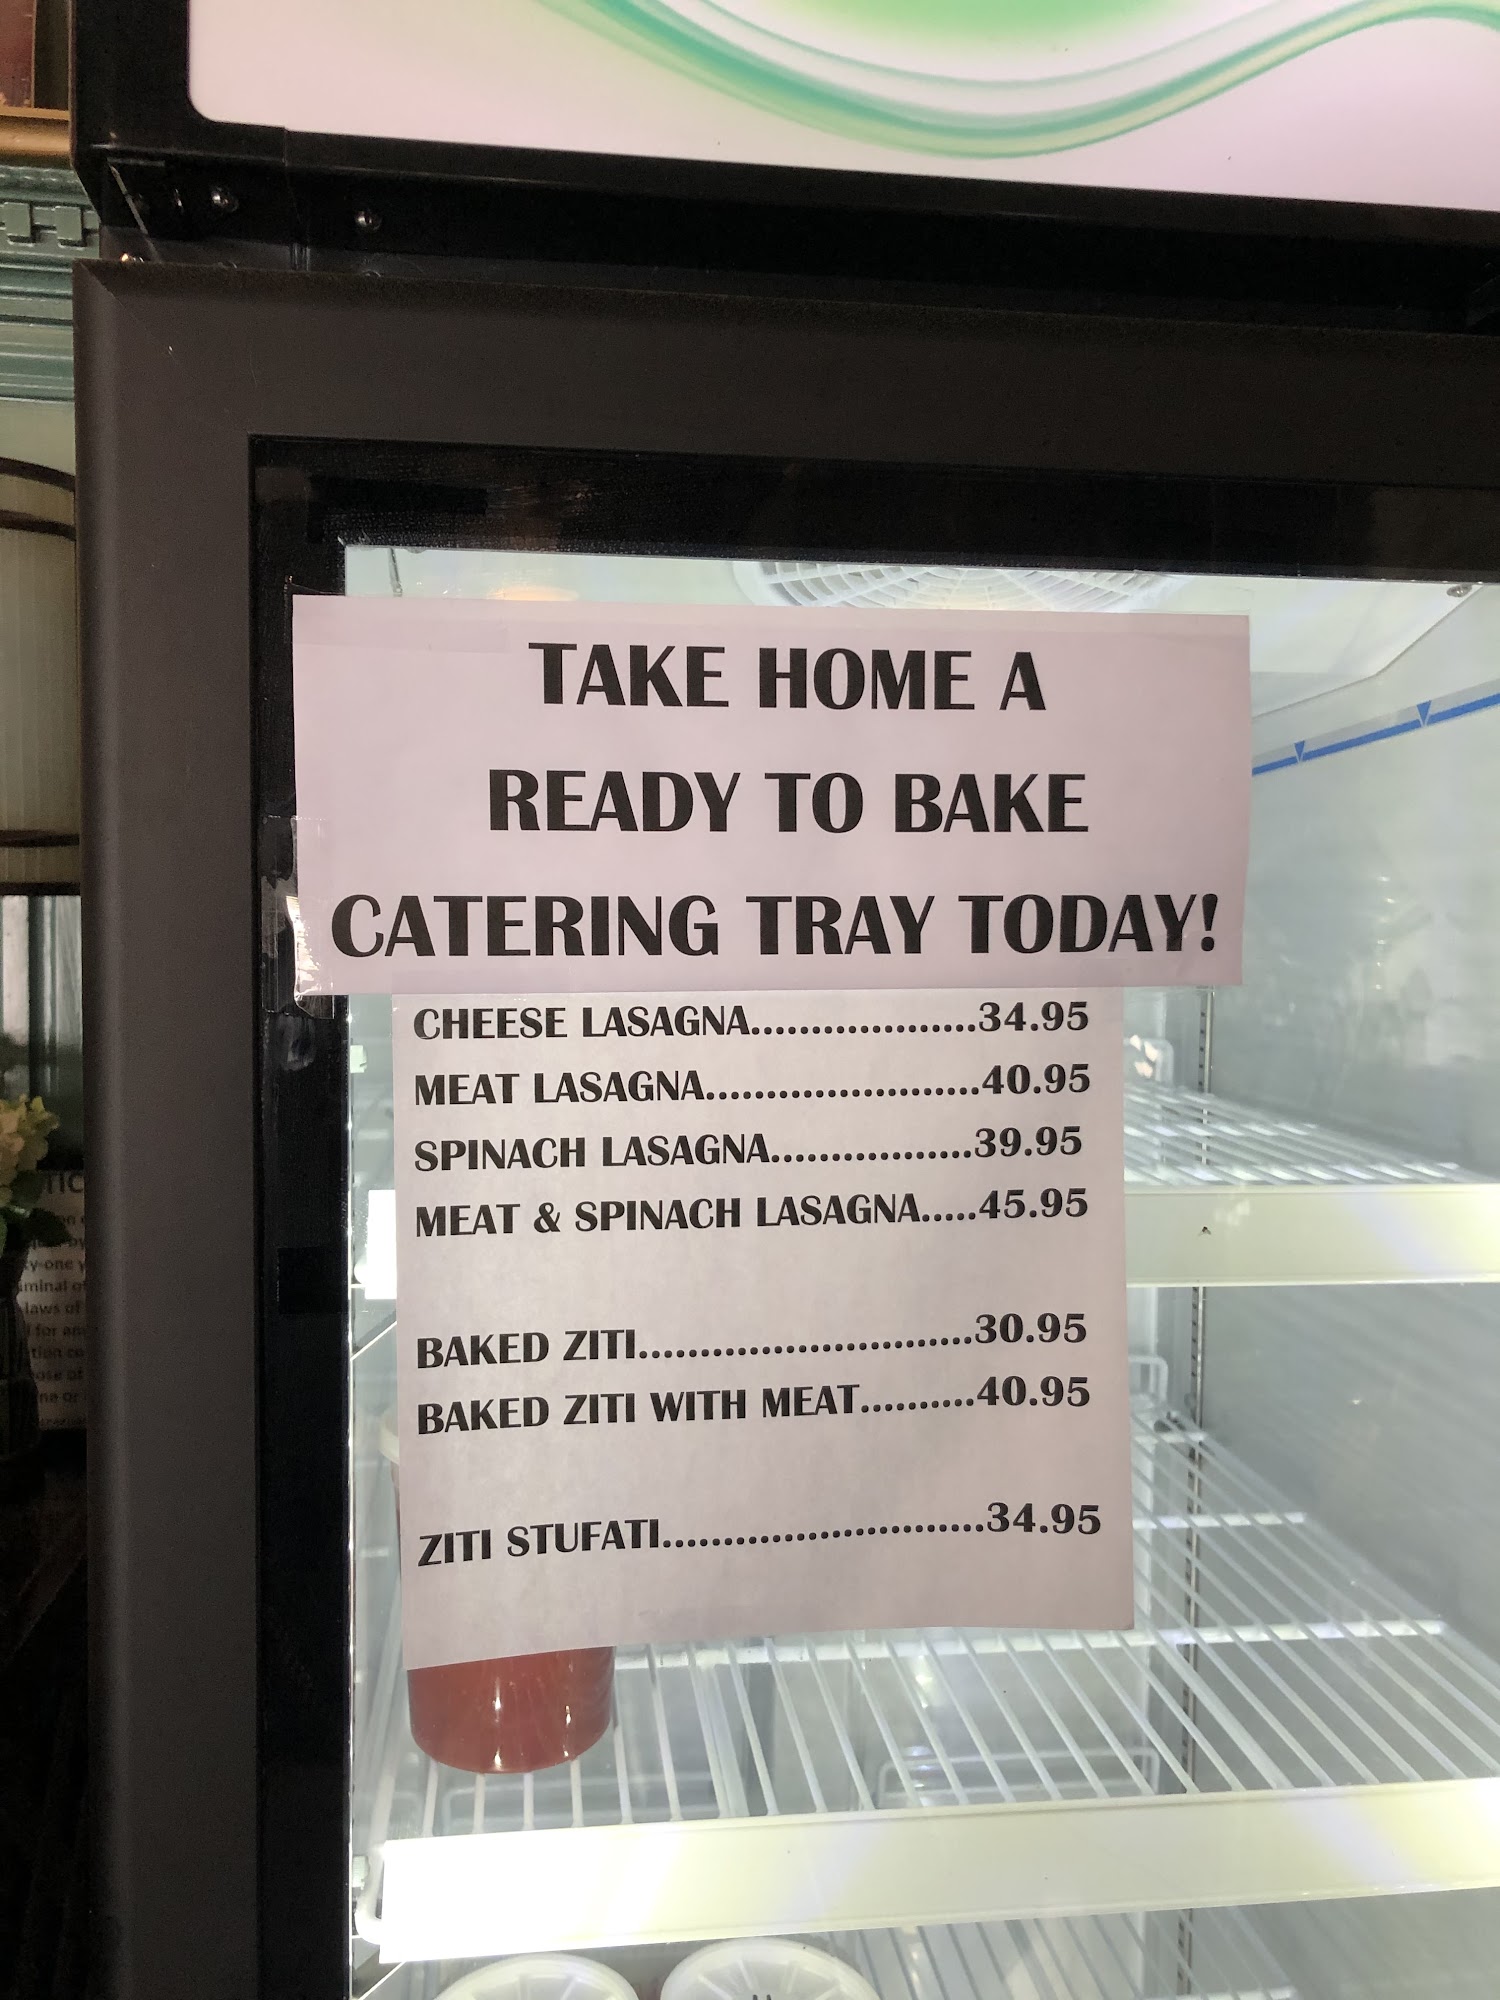 TAKE HOME A
READY TO BAKE
CATERING TRAY TODAY!
CHEESE LASAGNA...................34.95
MEAT LASAGNA.......................40.95
SPINACH LASAGNA.................39.95
MEAT & SPINACH LASAGNA.....45.95
BAKED ZITI............................30.95
BAKED ZITI WITH MEAT..........40.95
ZITI STUFATI...........................34.95
laws of